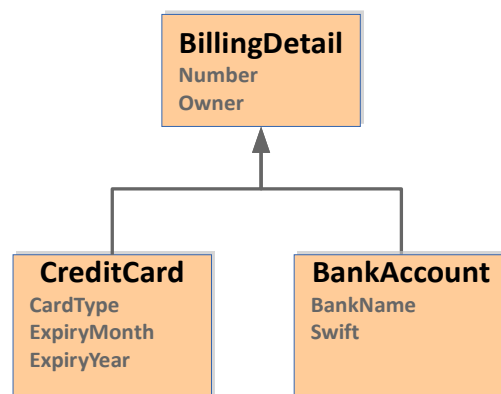 BillingDetail
Number
Owner
CreditCard
CardType
ExpiryMonth
ExpiryYear
BankAccount
BankName
Swift